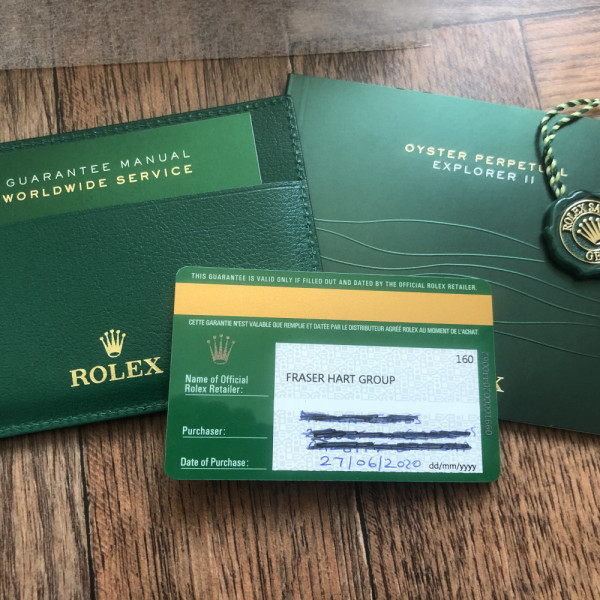 GUARANTEE MANUAL
WORLDWIDE SERVICE
ROLEX
OYSTER PERPETUAL
EXPLORER II
THIS GUARANTEE IS VALID ONLY IF FILLED OUT AND DATED BY THE OFFICIAL ROLEX RETAILER.
CETTE GARANTIE N'EST VALABLE QUE REMPLIE ET DATÉE PAR LE DISTRIBUTEUR AGRÉÉ ROLEX AU MOMENT DE L'ACHAT.
160
Name of Official
Rolex Retailer:
FRASER HART GROUP
Purchaser:
Date of Purchase:
27/06/2020 dd/mm/yyyy
ROLEX SA
GE